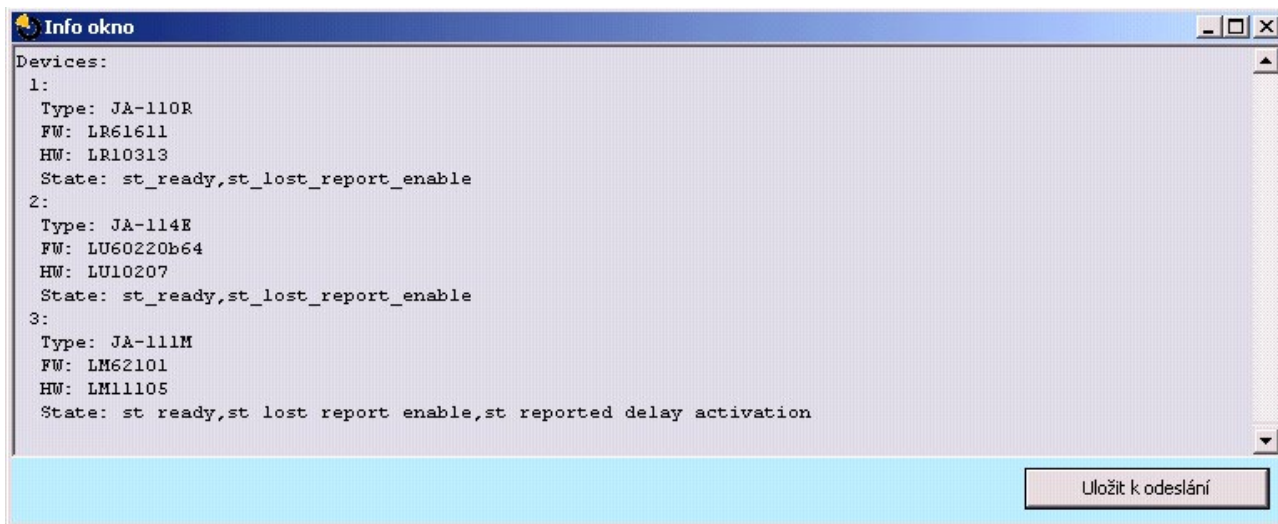 Info okno
Devices:
1:
Type: JA-110R
FW: LR61611
HW: LR10313
State: st_ready,st_lost_report_enable
2:
Type: JA-114E
FW: LU60220b64
HW: LU10207
State: st_ready,st_lost_report_enable
3:
Type: JA-111M
FW: LM62101
HW: LM11105
State: st ready,st lost report enable,st reported delay activation
Uložit k odeslání